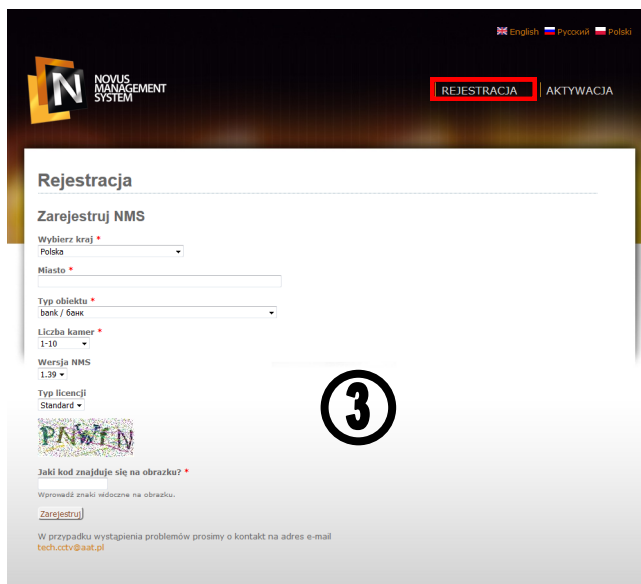 English Русский Polski
NOVUS
MANAGEMENT
SYSTEM
REJESTRACJA AKTYWACJA
Rejestracja
Zarejestruj NMS
Wybierz kraj *
Polska
Miasto *
Typ obiektu *
bank / банк
Liczba kamer *
1-10
Wersja NMS
1.39
Typ licencji
Standard
3
Jaki kod znajduje się na obrazku? *
Wprowadź znaki widoczne na obrazku.
Zarejestruj
W przypadku wystąpienia problemów prosimy o kontakt na adres e-mail
tech.cctv@aat.pl